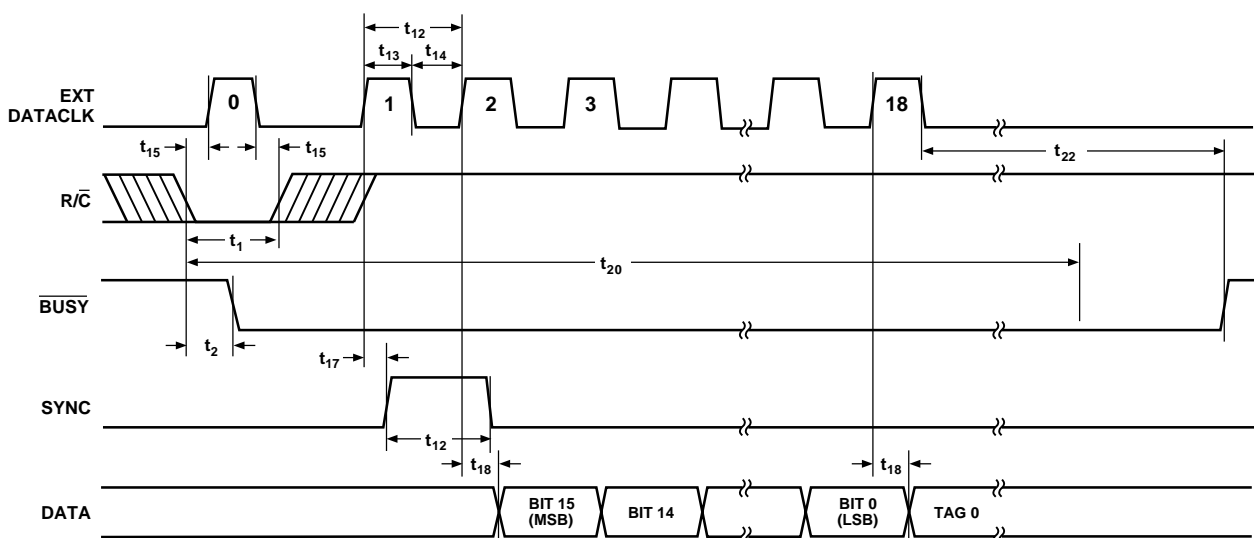 t12
t13 t14
EXT
DATACLK
0 1 2 3 18
t15 t15 t22
R/C̅
t1
t20
B̅U̅S̅Y̅
t2
t17
SYNC
t12
t18 t18
DATA
BIT 15
(MSB)
BIT 14
BIT 0
(LSB)
TAG 0